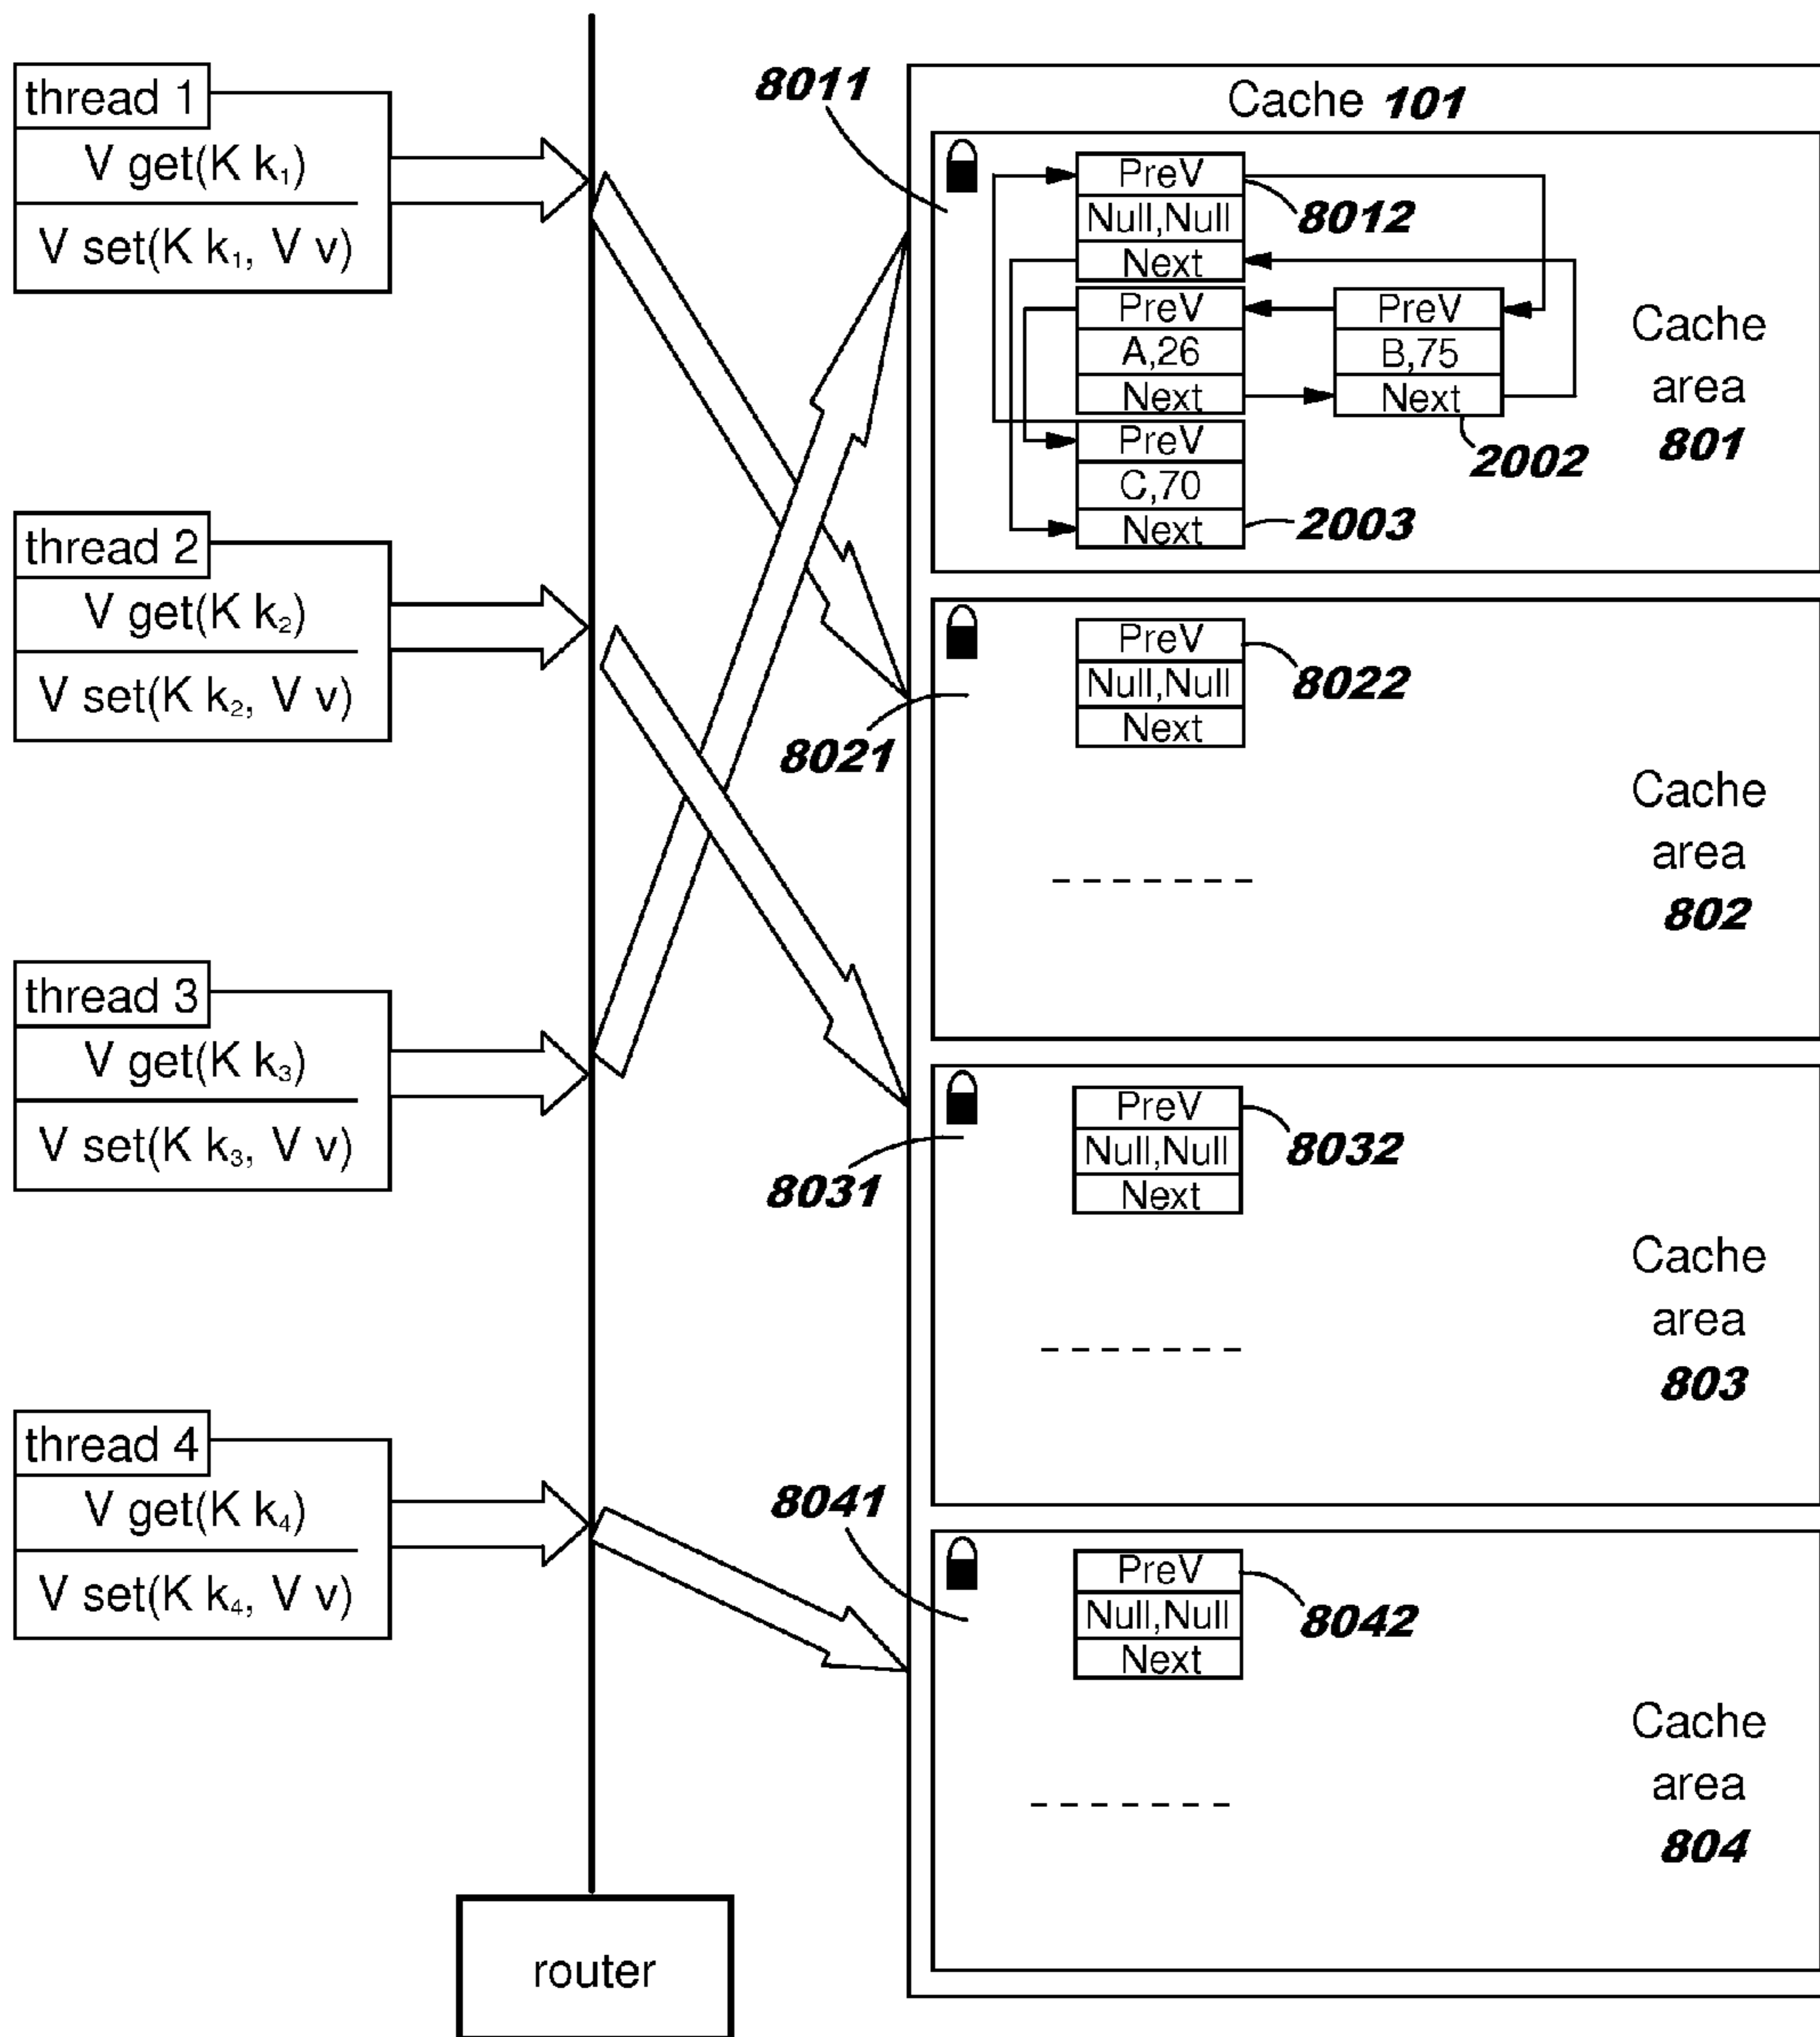 thread 1
V get(K k₁)
V set(K k₁, V v)
thread 2
V get(K k₂)
V set(K k₂, V v)
thread 3
V get(K k₃)
V set(K k₃, V v)
thread 4
V get(K k₄)
V set(K k₄, V v)
router
Cache 101
8011
PreV
Null,Null
Next
8012
PreV
A,26
Next
PreV
B,75
Next
2002
PreV
C,70
Next
2003
Cache
area
801
8021
PreV
Null,Null
Next
8022
Cache
area
802
8031
PreV
Null,Null
Next
8032
Cache
area
803
8041
PreV
Null,Null
Next
8042
Cache
area
804